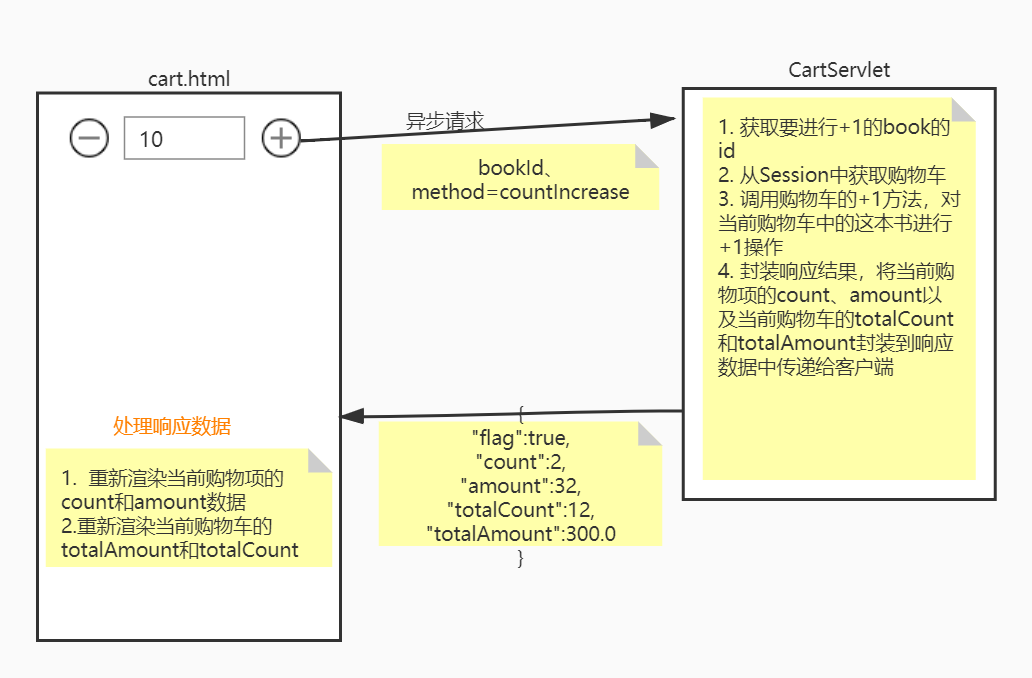 cart.html
10
异步请求
bookId、
method=countIncrease
CartServlet
1. 获取要进行+1的book的
id
2. 从Session中获取购物车
3. 调用购物车的+1方法，对
当前购物车中的这本书进行
+1操作
4. 封装响应结果，将当前购
物项的count、amount以
及当前购物车的totalCount
和totalAmount封装到响应
数据中传递给客户端
{
"flag":true,
"count":2,
"amount":32,
"totalCount":12,
"totalAmount":300.0
}
处理响应数据
1. 重新渲染当前购物项的
count和amount数据
2.重新渲染当前购物车的
totalAmount和totalCount